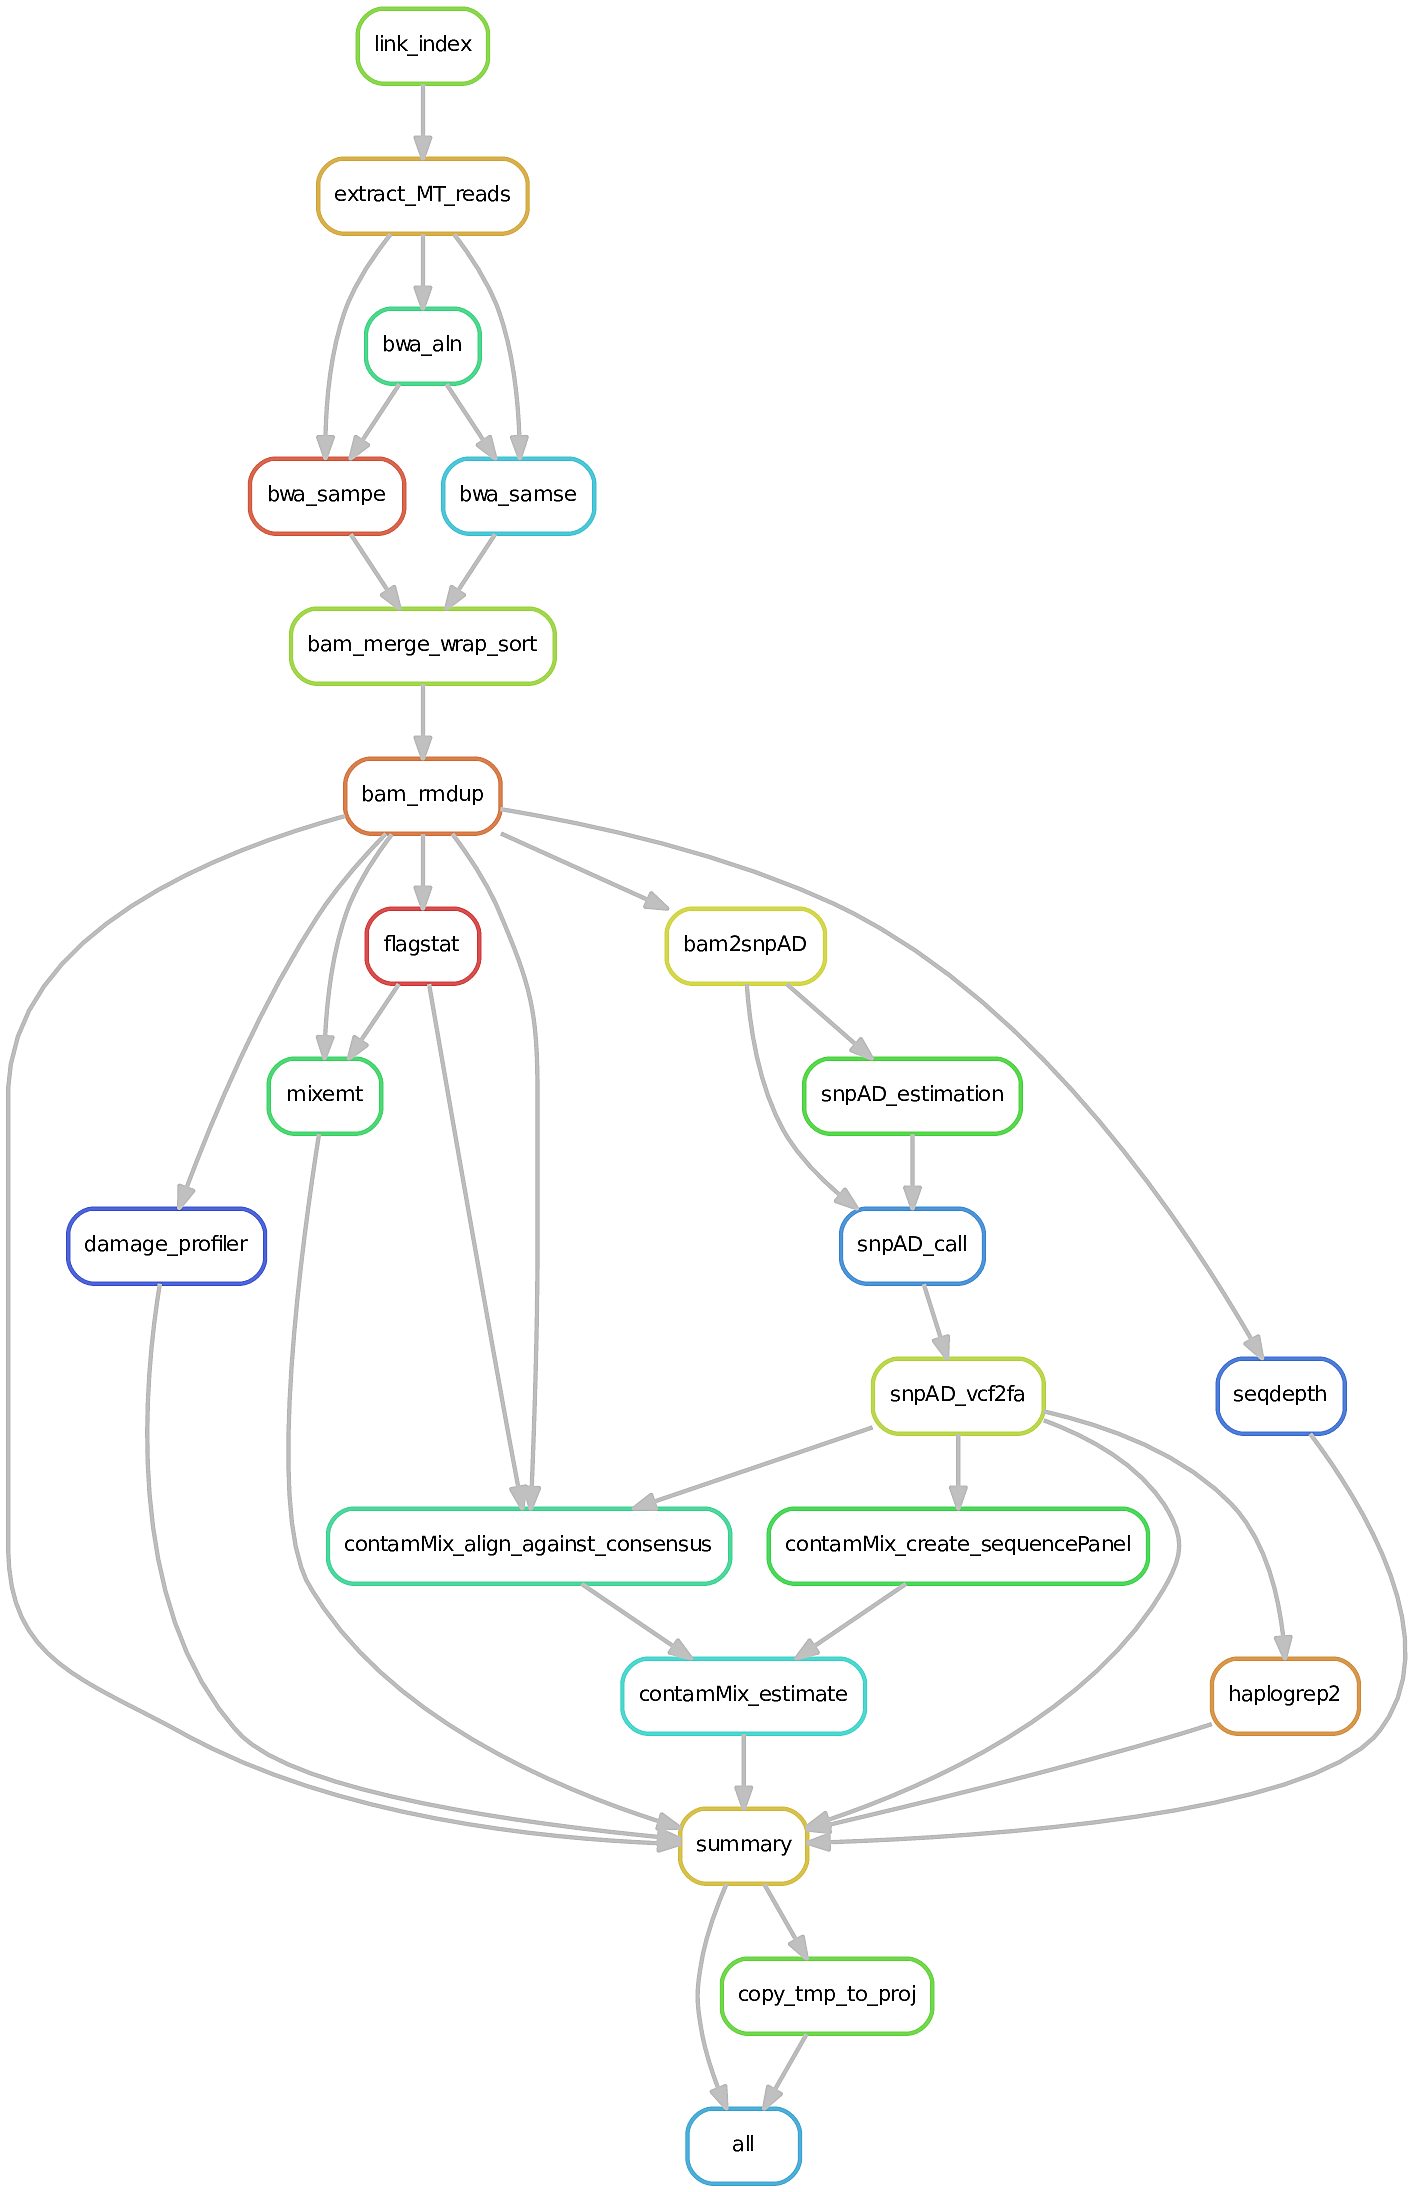 link_index
extract_MT_reads
bwa_aln
bwa_sampe
bwa_samse
bam_merge_wrap_sort
bam_rmdup
flagstat
bam2snpAD
mixemt
snpAD_estimation
damage_profiler
snpAD_call
snpAD_vcf2fa
seqdepth
contamMix_align_against_consensus
contamMix_create_sequencePanel
contamMix_estimate
haplogrep2
summary
copy_tmp_to_proj
all